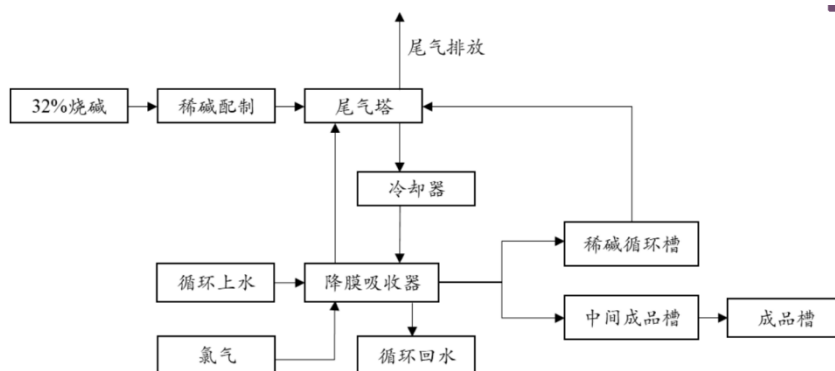 尾气排放
32%烧碱
稀碱配制
尾气塔
冷却器
稀碱循环槽
循环上水
降膜吸收器
中间成品槽
成品槽
氯气
循环回水